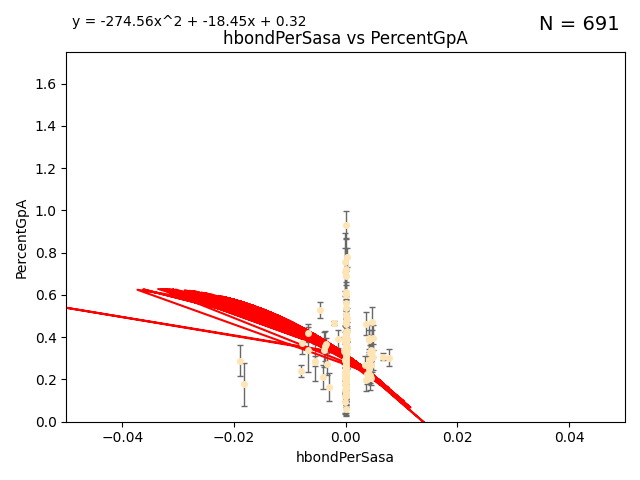 y = -274.56x^2 + -18.45x + 0.32
N = 691
hbondPerSasa vs PercentGpA
1.6
1.4
1.2
1.0
0.8
0.6
0.4
0.2
0.0
PercentGpA
−0.04 −0.02 0.00 0.02 0.04
hbondPerSasa